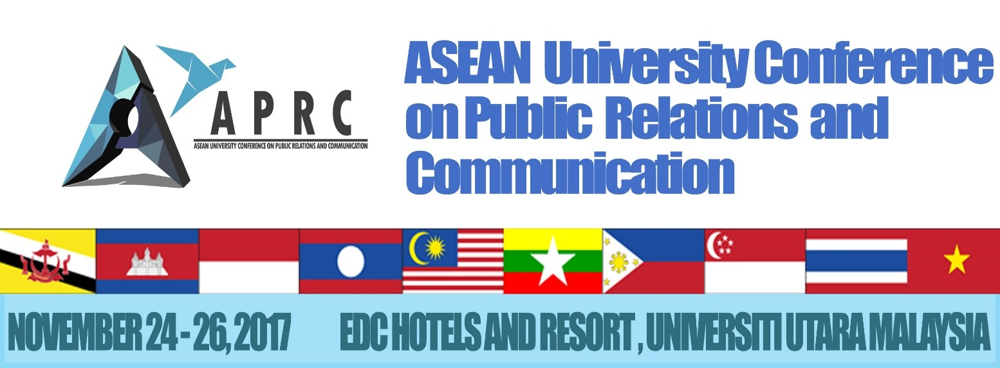 APRC
ASEAN UNIVERSITY CONFERENCE ON PUBLIC RELATIONS AND COMMUNICATION
ASEAN University Conference
on Public Relations and
Communication
NOVEMBER 24 - 26, 2017
EDC HOTELS AND RESORT , UNIVERSITI UTARA MALAYSIA